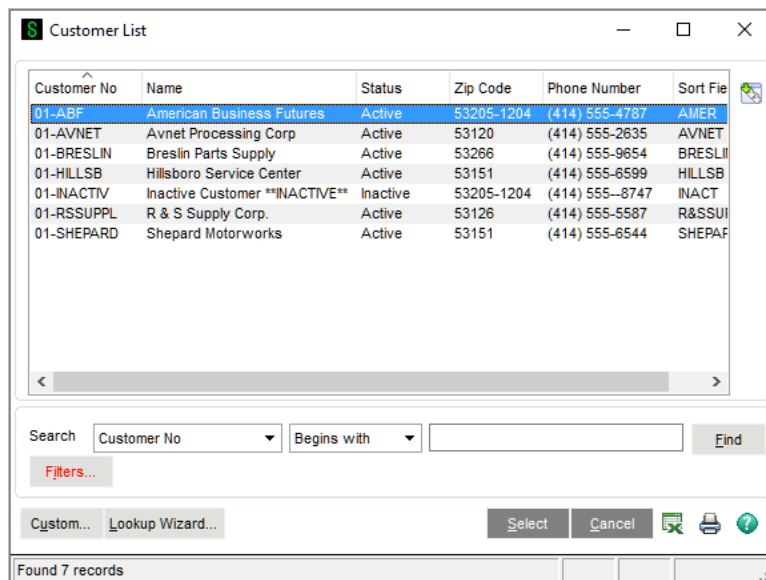 S Customer List
Customer No Name Status Zip Code Phone Number Sort Fie
01-ABF American Business Futures Active 53205-1204 (414) 555-4787 AMER
01-AVNET Avnet Processing Corp Active 53120 (414) 555-2635 AVNET
01-BRESLIN Breslin Parts Supply Active 53266 (414) 555-9654 BRESLI
01-HILLSB Hillsboro Service Center Active 53151 (414) 555-6599 HILLSB
01-INACTIV Inactive Customer **INACTIVE** Inactive 53205-1204 (414) 555--8747 INACT
01-RSSUPPL R & S Supply Corp. Active 53126 (414) 555-5587 R&SSUI
01-SHEPARD Shepard Motorworks Active 53151 (414) 555-6544 SHEPAR
Search Customer No Begins with Find
Filters...
Custom... Lookup Wizard... Select Cancel
Found 7 records